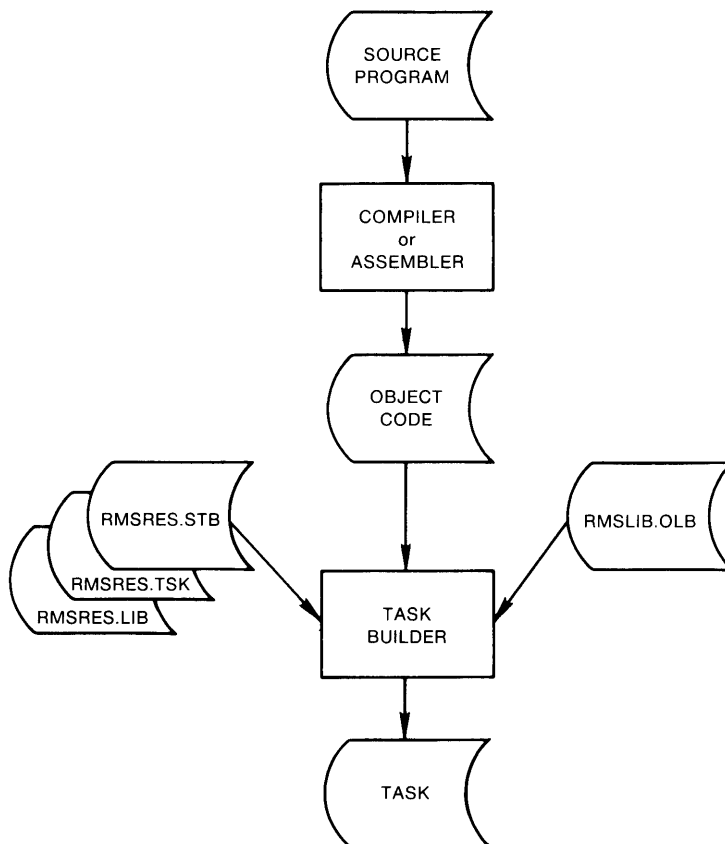 SOURCE
PROGRAM
COMPILER
or
ASSEMBLER
OBJECT
CODE
RMSRES.STB
RMSRES.TSK
RMSRES.LIB
RMSLIB.OLB
TASK
BUILDER
TASK